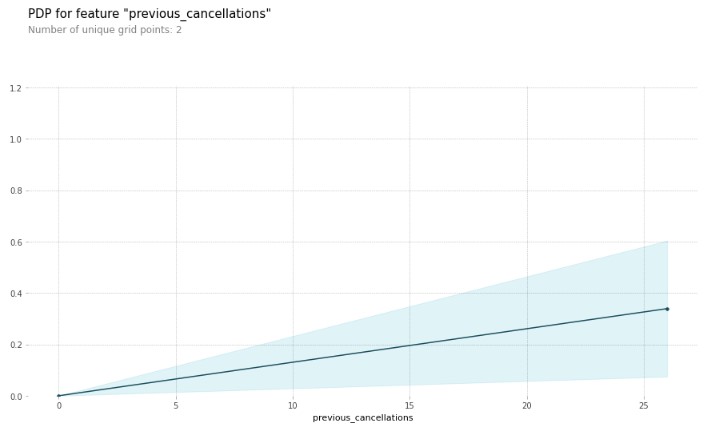 PDP for feature "previous_cancellations"
Number of unique grid points: 2
1.2
1.0
0.8
0.6
0.4
0.2
0.0
0 5 10 15 20 25
previous_cancellations